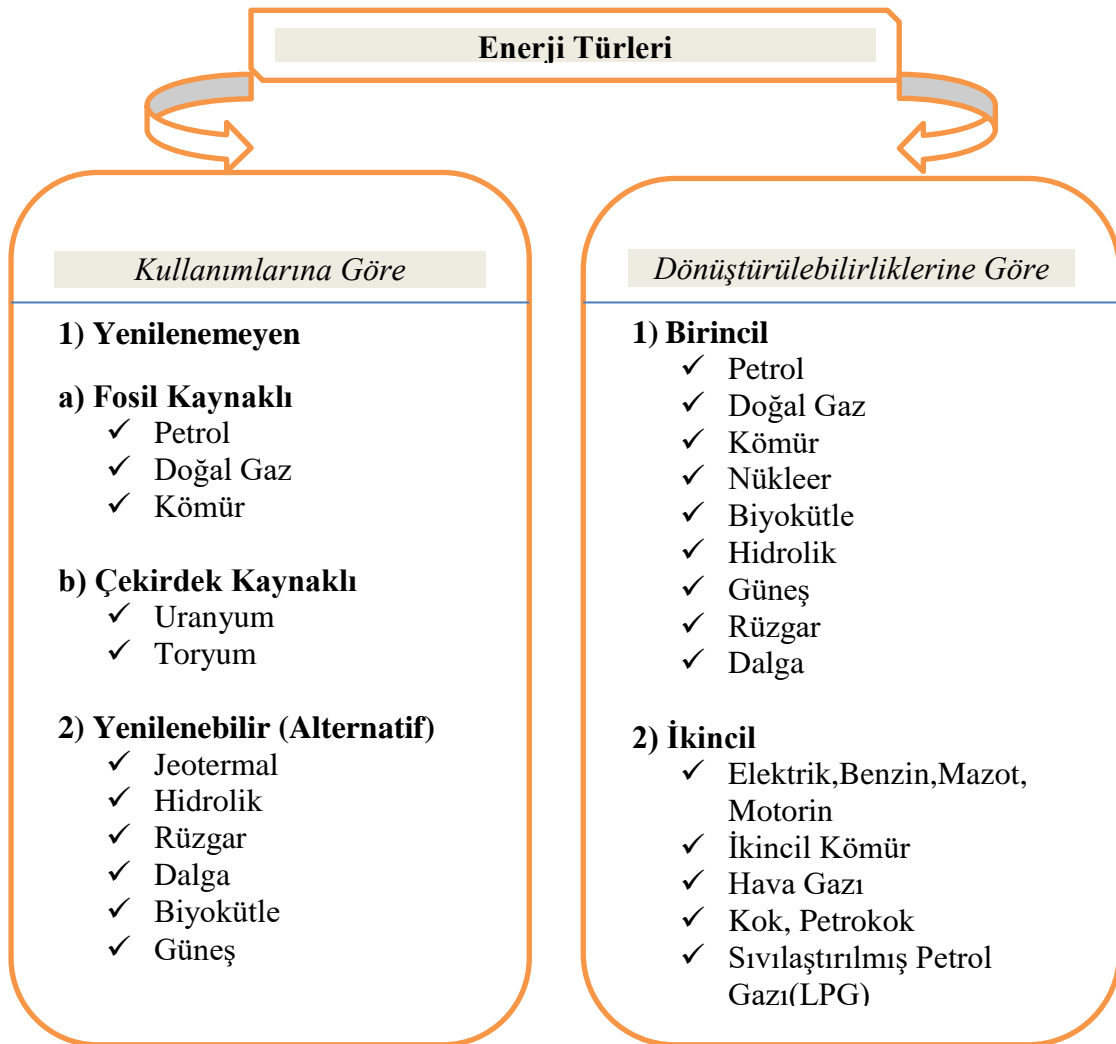 Enerji Türleri
Kullanımlarına Göre
1) Yenilenemeyen
a) Fosil Kaynaklı
✓ Petrol
✓ Doğal Gaz
✓ Kömür
b) Çekirdek Kaynaklı
✓ Uranyum
✓ Toryum
2) Yenilenebilir (Alternatif)
✓ Jeotermal
✓ Hidrolik
✓ Rüzgar
✓ Dalga
✓ Biyokütle
✓ Güneş
Dönüştürülebilirliklerine Göre
1) Birincil
✓ Petrol
✓ Doğal Gaz
✓ Kömür
✓ Nükleer
✓ Biyokütle
✓ Hidrolik
✓ Güneş
✓ Rüzgar
✓ Dalga
2) İkincil
✓ Elektrik,Benzin,Mazot,
Motorin
✓ İkincil Kömür
✓ Hava Gazı
✓ Kok, Petrokok
✓ Sıvılaştırılmış Petrol
Gazı(LPG)